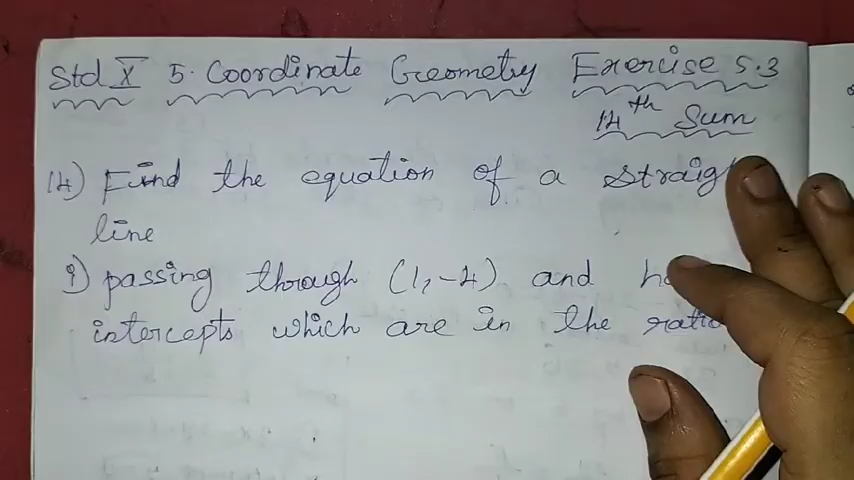 Std X 5. Coordinate Geometry Exercise 5.3
14th Sum
14) Find the equation of a straig
line
i) passing through (1, -4) and
intercepts which are in the ratio